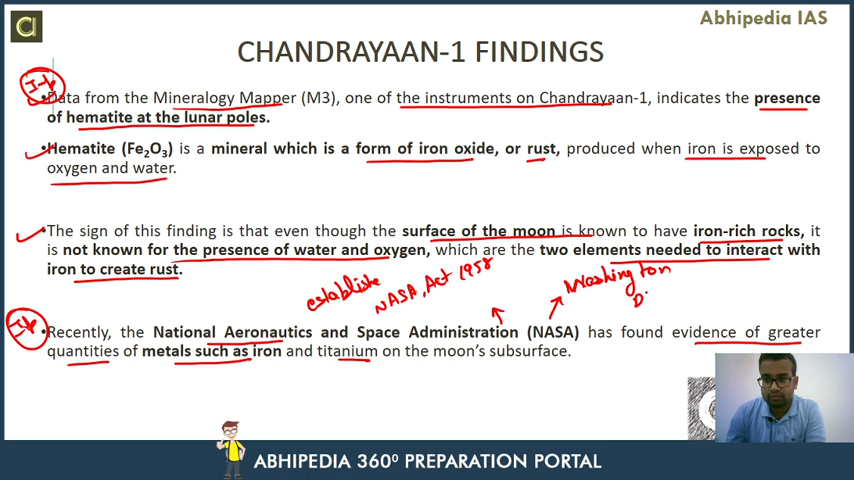 Abhipedia IAS
CHANDRAYAAN-1 FINDINGS
Imp
•Data from the Mineralogy Mapper (M3), one of the instruments on Chandrayaan-1, indicates the presence
of hematite at the lunar poles.
•Hematite (Fe₂O₃) is a mineral which is a form of iron oxide, or rust, produced when iron is exposed to
oxygen and water.
•The sign of this finding is that even though the surface of the moon is known to have iron-rich rocks, it
is not known for the presence of water and oxygen, which are the two elements needed to interact with
iron to create rust.
establishe
NASA, Act 1958
Washington
D.
Imp
•Recently, the National Aeronautics and Space Administration (NASA) has found evidence of greater
quantities of metals such as iron and titanium on the moon's subsurface.
ABHIPEDIA 360⁰ PREPARATION PORTAL